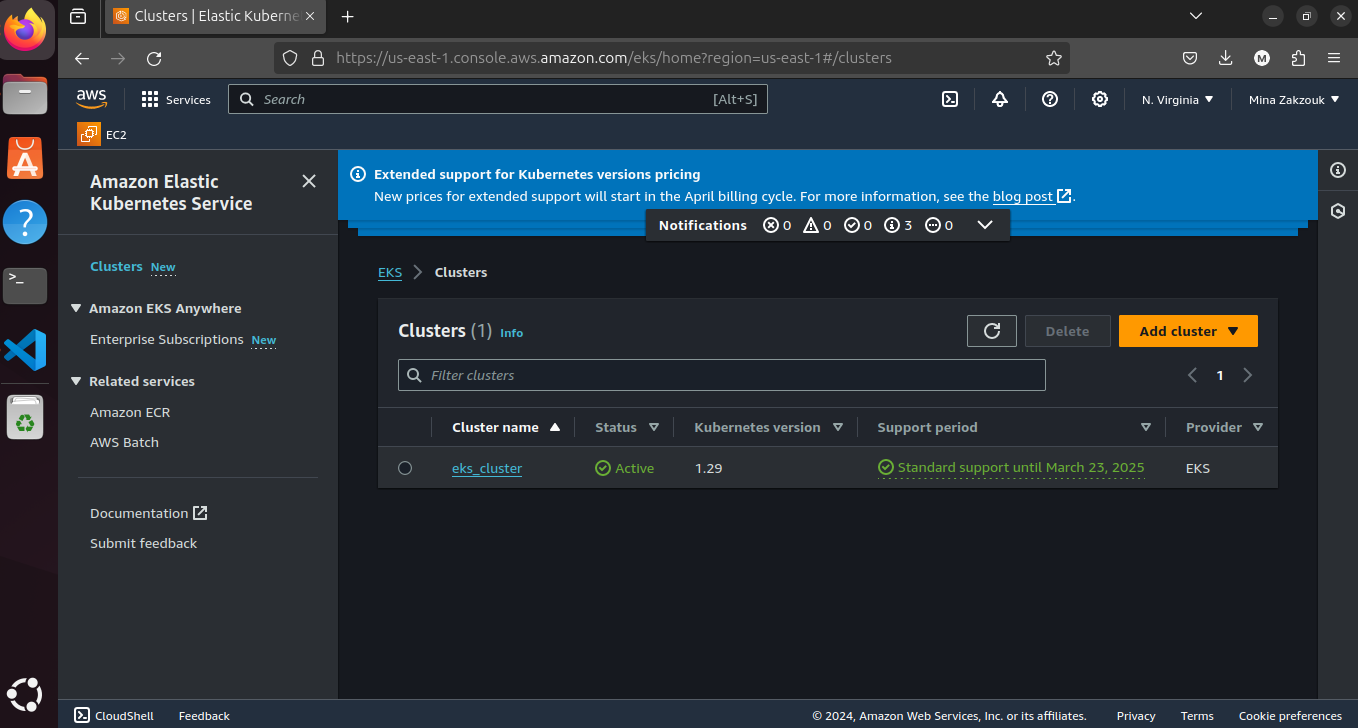 Clusters | Elastic Kuberne
https://us-east-1.console.aws.amazon.com/eks/home?region=us-east-1#/clusters
M
aws
Services
Search
[Alt+S]
N. Virginia
Mina Zakzouk
EC2
Amazon Elastic
Kubernetes Service
Clusters New
Amazon EKS Anywhere
Enterprise Subscriptions New
Related services
Amazon ECR
AWS Batch
Documentation
Submit feedback
Extended support for Kubernetes versions pricing
New prices for extended support will start in the April billing cycle. For more information, see the blog post.
Notifications 0 0 0 3 0
EKS Clusters
Clusters (1) Info
Delete
Add cluster
Filter clusters
1
Cluster name Status Kubernetes version Support period Provider
eks_cluster Active 1.29 Standard support until March 23, 2025 EKS
CloudShell Feedback © 2024, Amazon Web Services, Inc. or its affiliates. Privacy Terms Cookie preferences